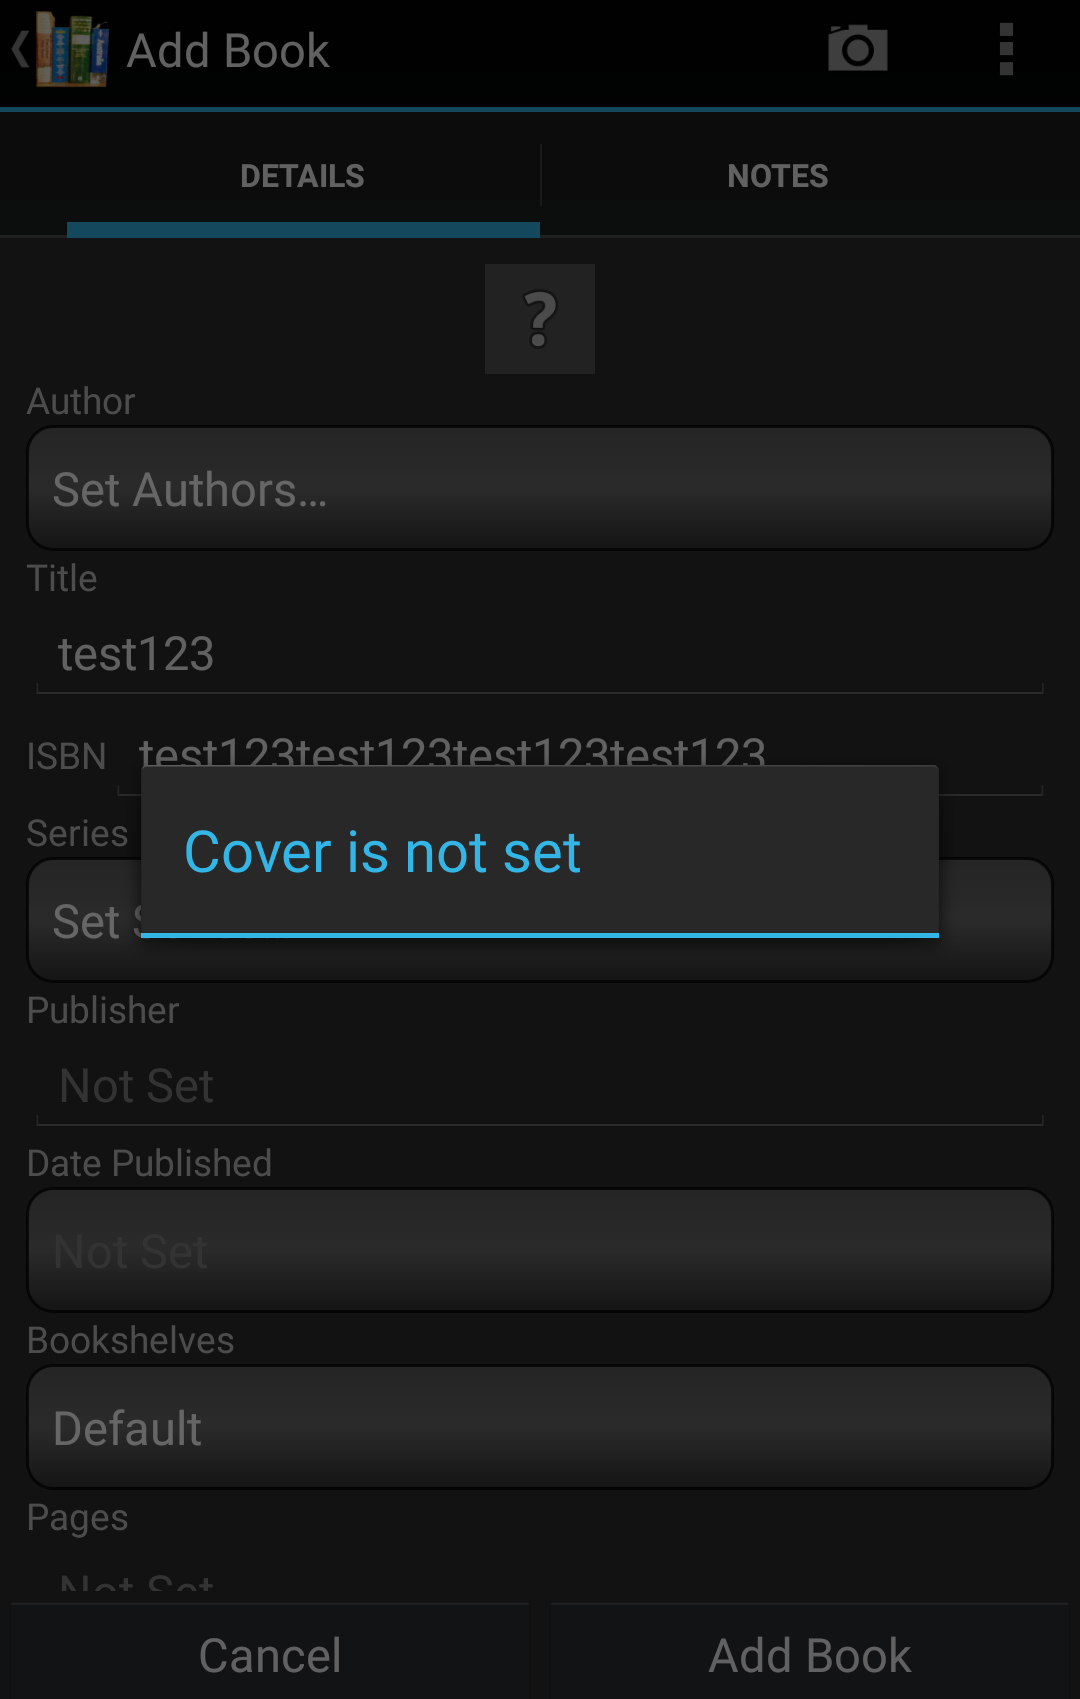 Add Book
DETAILS
NOTES
?
Author
Set Authors...
Title
test123
ISBN
test123test123test123test123
Series
Cover is not set
Set
Publisher
Not Set
Date Published
Not Set
Bookshelves
Default
Pages
Not Set
Cancel
Add Book